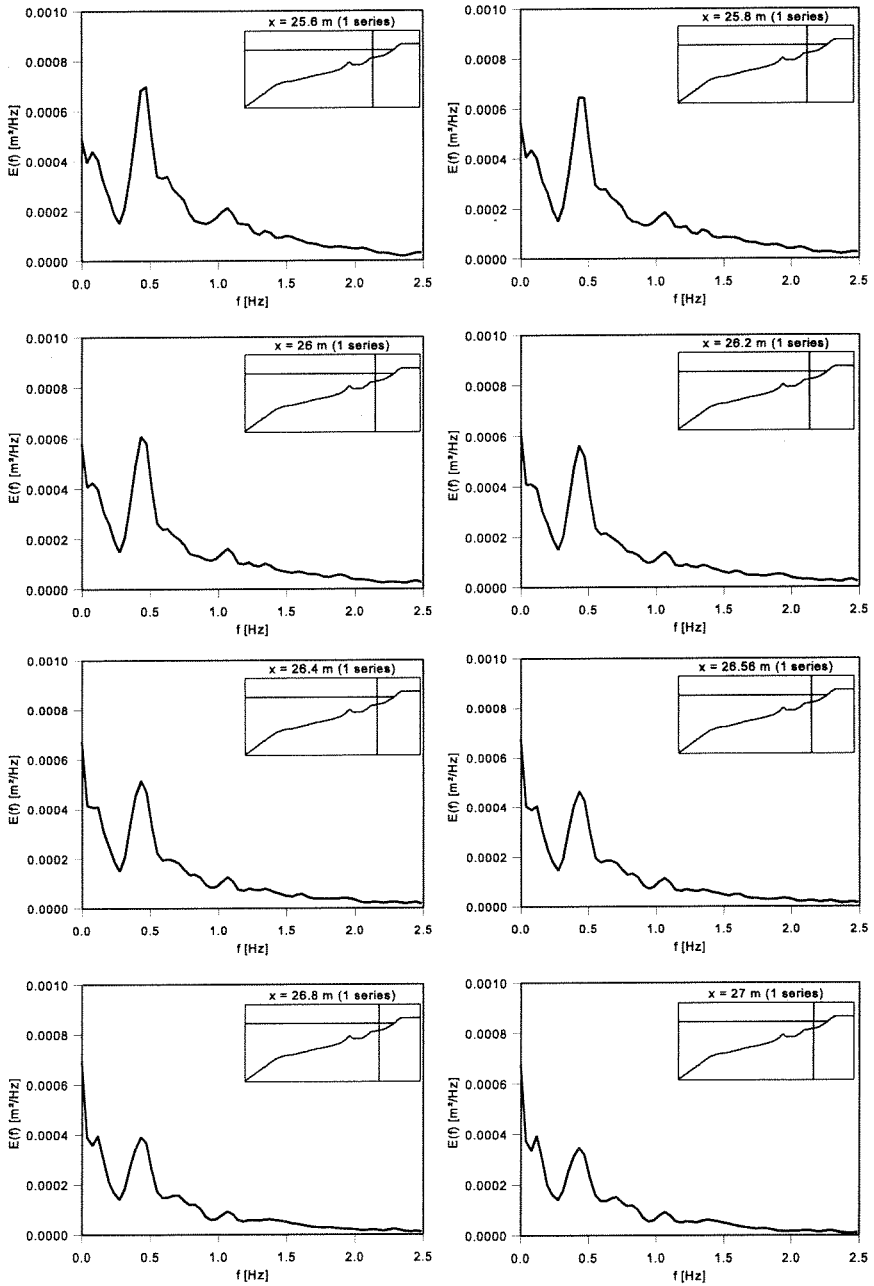 x = 25.6 m (1 series)
0.0010
0.0008
0.0006
0.0004
0.0002
0.0000
E(f) [m²/Hz]
0.0 0.5 1.0 1.5 2.0 2.5
f [Hz]
x = 25.8 m (1 series)
0.0010
0.0008
0.0006
0.0004
0.0002
0.0000
E(f) [m²/Hz]
0.0 0.5 1.0 1.5 2.0 2.5
f [Hz]
x = 26 m (1 series)
0.0010
0.0008
0.0006
0.0004
0.0002
0.0000
E(f) [m²/Hz]
0.0 0.5 1.0 1.5 2.0 2.5
f [Hz]
x = 26.2 m (1 series)
0.0010
0.0008
0.0006
0.0004
0.0002
0.0000
E(f) [m²/Hz]
0.0 0.5 1.0 1.5 2.0 2.5
f [Hz]
x = 26.4 m (1 series)
0.0010
0.0008
0.0006
0.0004
0.0002
0.0000
E(f) [m²/Hz]
0.0 0.5 1.0 1.5 2.0 2.5
f [Hz]
x = 26.56 m (1 series)
0.0010
0.0008
0.0006
0.0004
0.0002
0.0000
E(f) [m²/Hz]
0.0 0.5 1.0 1.5 2.0 2.5
f [Hz]
x = 26.8 m (1 series)
0.0010
0.0008
0.0006
0.0004
0.0002
0.0000
E(f) [m²/Hz]
0.0 0.5 1.0 1.5 2.0 2.5
f [Hz]
x = 27 m (1 series)
0.0010
0.0008
0.0006
0.0004
0.0002
0.0000
E(f) [m²/Hz]
0.0 0.5 1.0 1.5 2.0 2.5
f [Hz]